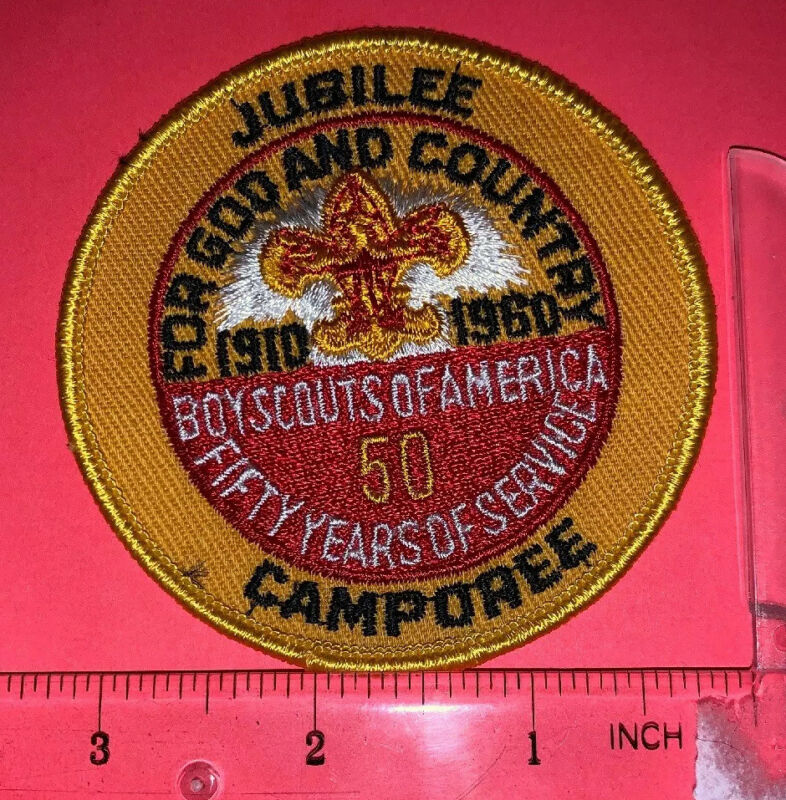 JUBILEE
FOR GOD AND COUNTRY
1910 1960
BOY SCOUTS OF AMERICA
50
FIFTY YEARS OF SERVICE
CAMPOREE
3 2 1 INCH